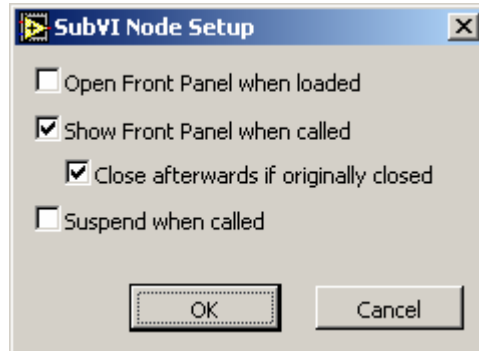 SubVI Node Setup
Open Front Panel when loaded
Show Front Panel when called
Close afterwards if originally closed
Suspend when called
OK Cancel